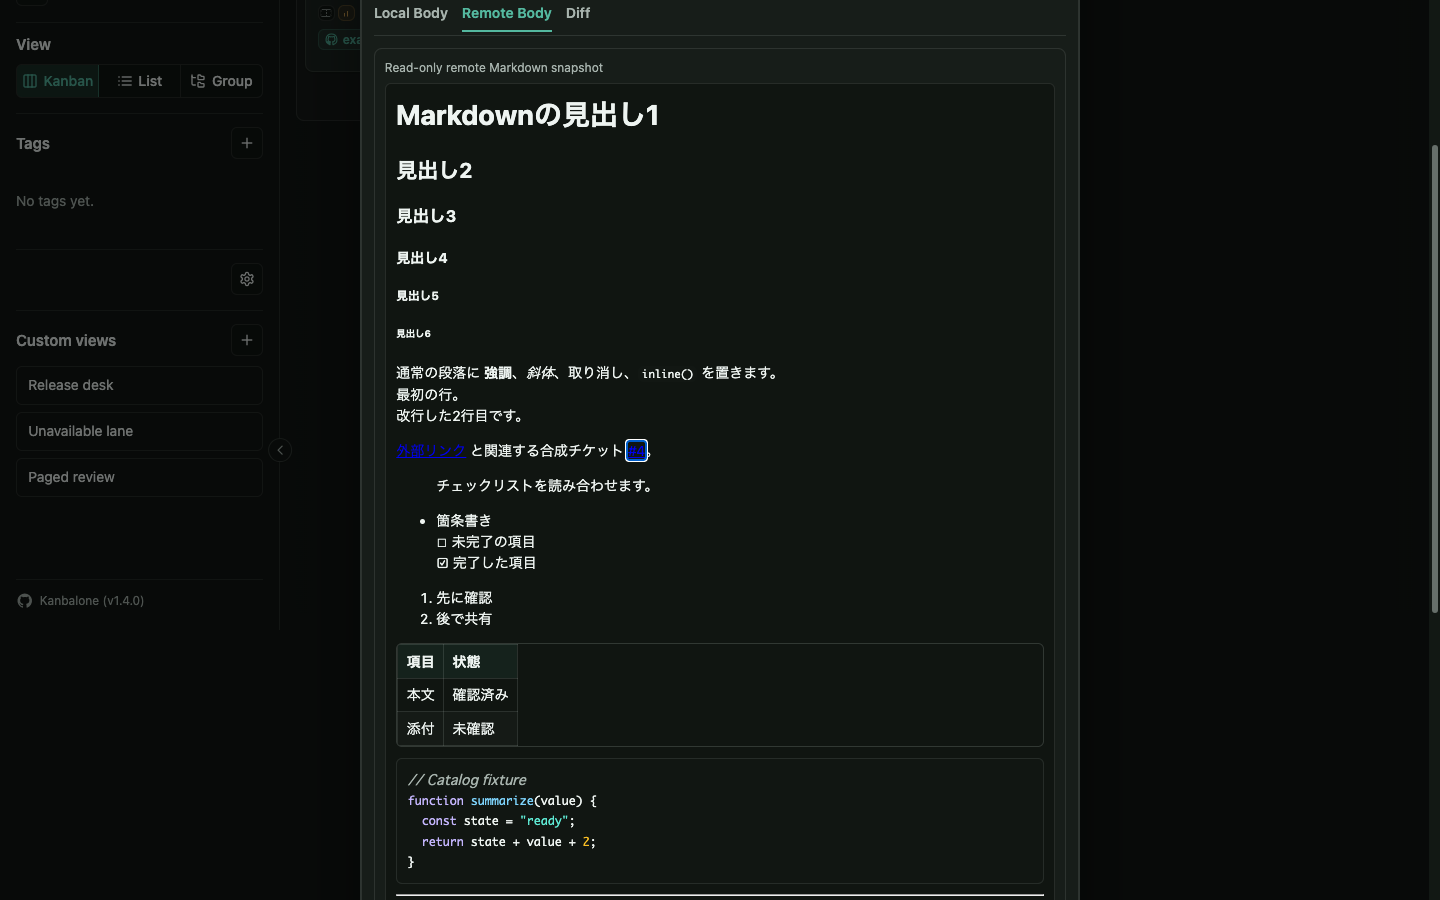 Local Body Remote Body Diff
exa
Read-only remote Markdown snapshot
View
Kanban List Group
Tags
No tags yet.
Custom views
Release desk
Unavailable lane
Paged review
Kanbalone (v1.4.0)
Markdownの見出し1
見出し2
見出し3
見出し4
見出し5
見出し6
通常の段落に 強調、斜体、取り消し、 inline() を置きます。
最初の行。
改行した2行目です。
外部リンク と関連する合成チケット #4。
チェックリストを読み合わせます。
• 箇条書き
☐ 未完了の項目
☑ 完了した項目
1. 先に確認
2. 後で共有
項目 状態
本文 確認済み
添付 未確認
// Catalog fixture
function summarize(value) {
const state = "ready";
return state + value + 2;
}